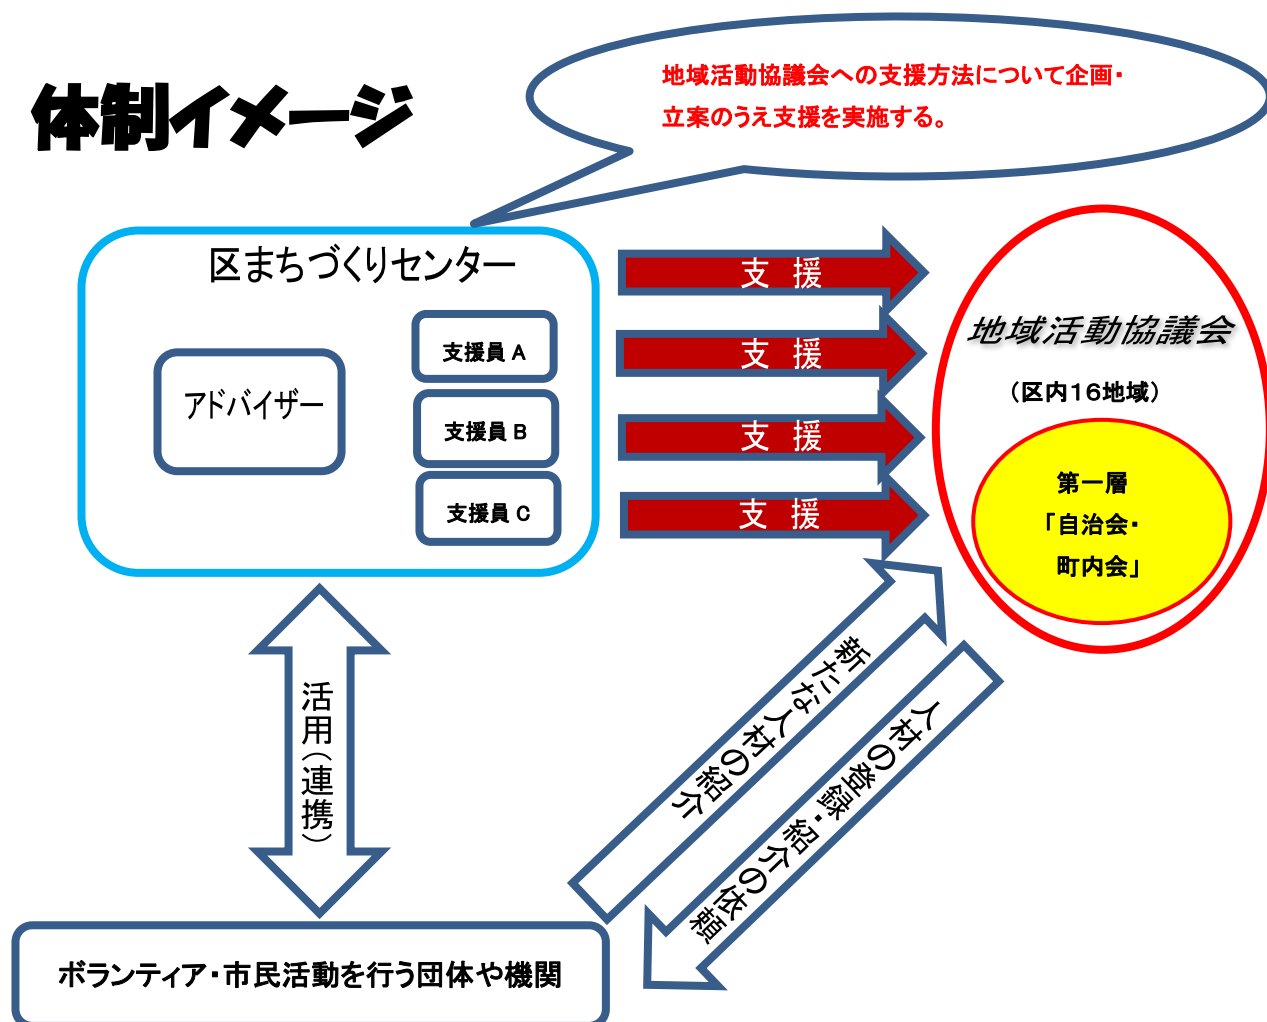 体制イメージ
地域活動協議会への支援方法について企画・
立案のうえ支援を実施する。
区まちづくりセンター
アドバイザー
支援員 A
支援員 B
支援員 C
支　援
支　援
支　援
支　援
地域活動協議会
（区内１６地域）
第一層
「自治会・
町内会」
活用（連携）
新たな人材の紹介
人材の登録・紹介の依頼
ボランティア・市民活動を行う団体や機関